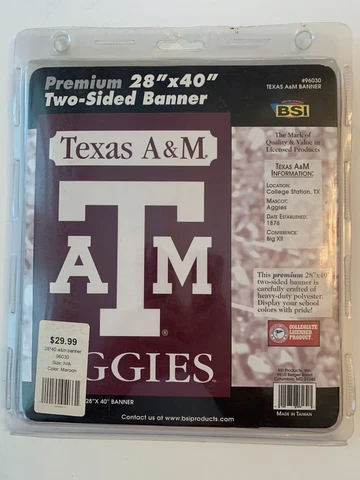 Premium 28"x40"
Two-Sided Banner
#96030
TEXAS A&M BANNER
BSI
The Mark of
Quality & Value in
Licensed Products
TEXAS A&M
INFORMATION:
LOCATION:
College Station, TX
MASCOT:
Aggies
DATE ESTABLISHED:
1876
CONFERENCE:
Big XII
Texas A&M
ATM
GGIES
This premium 28"x40"
two-sided banner is
carefully crafted of
heavy-duty polyester.
Display your school
colors with pride!
COLLEGIATE
LICENSED
PRODUCT
$29.99
28*40 a&m banner
96030
Size: N/A
Color: Maroon
28"X 40" BANNER
Contact us at www.bsiproducts.com
BSI Products, Inc.
MADE IN TAIWAN